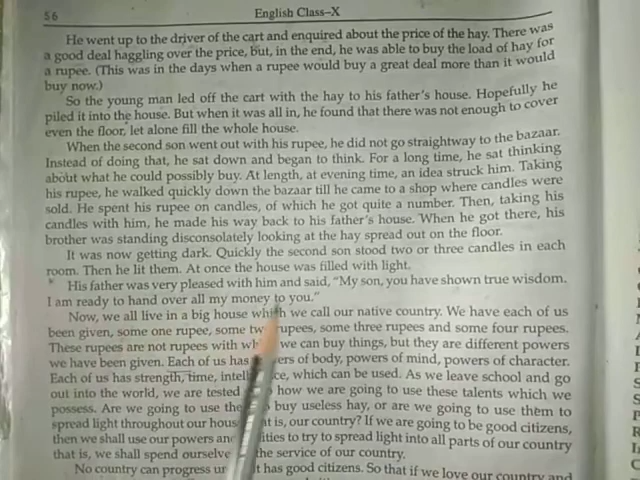 56
English Class–X
He went up to the driver of the cart and enquired about the price of the hay. There was
a good deal haggling over the price, but, in the end, he was able to buy the load of hay for
a rupee. (This was in the days when a rupee would buy a great deal more than it would
buy now.)
So the young man led off the cart with the hay to his father's house. Hopefully he
piled it into the house. But when it was all in, he found that there was not enough to cover
even the floor, let alone fill the whole house.
When the second son went out with his rupee, he did not go straightway to the bazaar.
Instead of doing that, he sat down and began to think. For a long time, he sat thinking
about what he could possibly buy. At length, at evening time, an idea struck him. Taking
his rupee, he walked quickly down the bazaar till he came to a shop where candles were
sold. He spent his rupee on candles, of which he got quite a number. Then, taking his
candles with him, he made his way back to his father's house. When he got there, his
brother was standing disconsolately looking at the hay spread out on the floor.
It was now getting dark. Quickly the second son stood two or three candles in each
room. Then he lit them. At once the house was filled with light.
His father was very pleased with him and said, "My son, you have shown true wisdom.
I am ready to hand over all my money to you."
Now, we all live in a big house which we call our native country. We have each of us
been given, some one rupee, some two rupees, some three rupees and some four rupees.
These rupees are not rupees with we can buy things, but they are different powers
we have been given. Each of us has powers of body, powers of mind, powers of character.
Each of us has strength, time, which can be used. As we leave school and go
out into the world, we are tested how we are going to use these talents which we
possess. Are we going to use buy useless hay, or are we going to use them to
spread light throughout our is, our country? If we are going to be good citizens,
then we shall use our powers to try to spread light into all parts of our country
that is, we shall spend the service of our country.
No country can progress has good citizens. So that if we love our country and